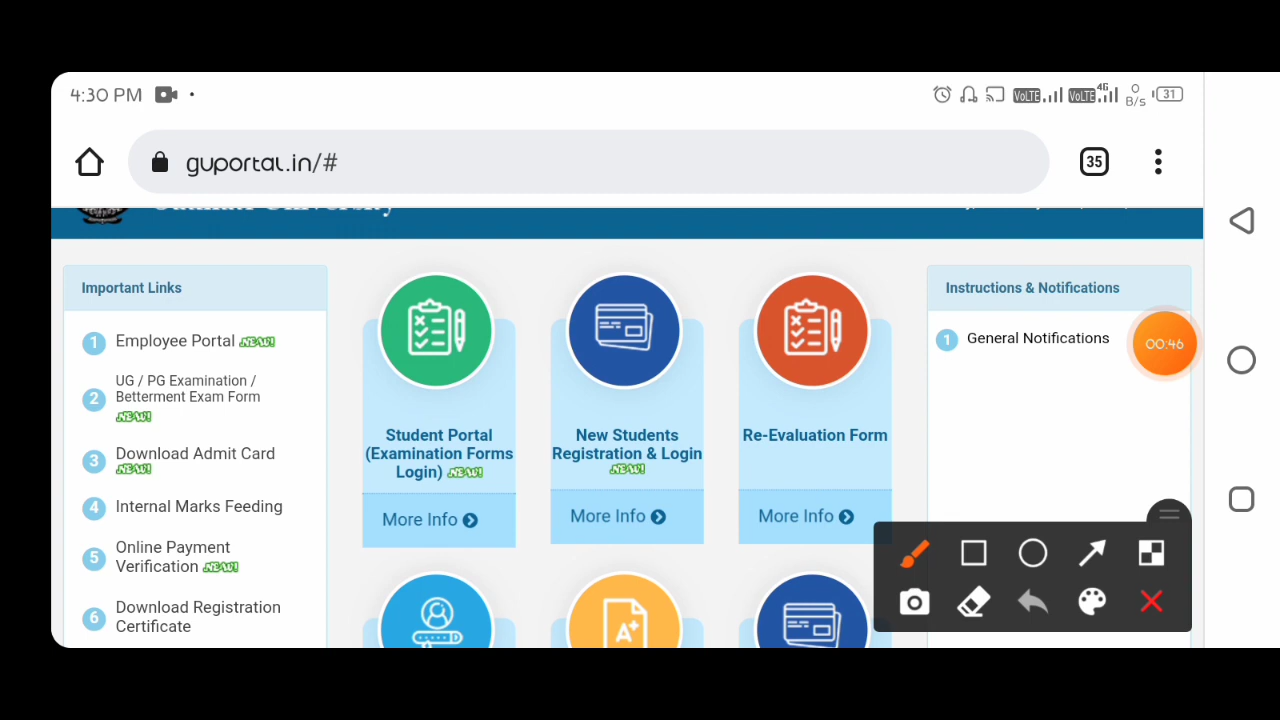 4:30 PM
VoLTE VoLTE 4G 0 B/s 31
guportal.in/#
35
Important Links
1 Employee Portal NEW!
2 UG / PG Examination /
Betterment Exam Form
NEW!
3 Download Admit Card
NEW!
4 Internal Marks Feeding
5 Online Payment
Verification NEW!
6 Download Registration
Certificate
Student Portal
(Examination Forms
Login) NEW!
More Info
New Students
Registration & Login
NEW!
More Info
Re-Evaluation Form
More Info
A+
Instructions & Notifications
1 General Notifications
00:46